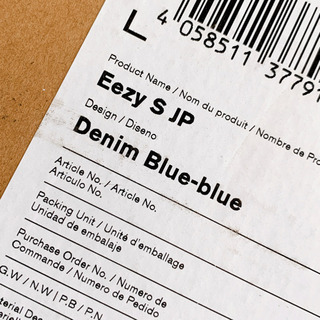 L
4 058511 3779
Product Name / Nom du produit / Nombre de Pro
Eezy S JP
Design / Diseno
Denim Blue-blue
Article No. / Article No.
Artículo No.
Packing Unit / Unité d'emballage
Unidad de embalaje
Purchase Order No. / Numéro de
Commande / Numero de Pedido
G.W / N.W | P.B / P.N